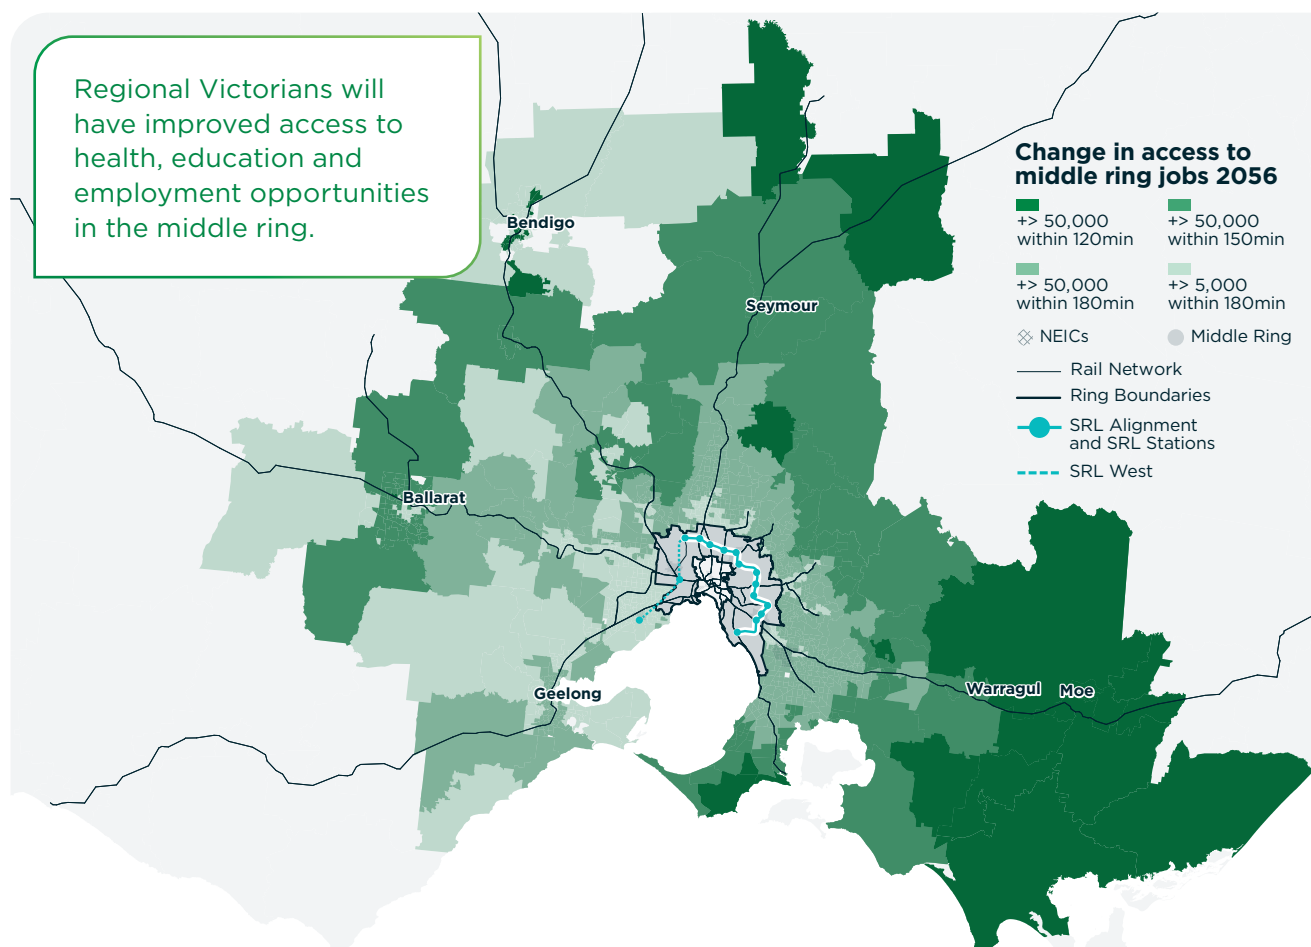 Regional Victorians will
have improved access to
health, education and
employment opportunities
in the middle ring.
Change in access to
middle ring jobs 2056
+> 50,000
within 120min
+> 50,000
within 150min
+> 50,000
within 180min
+> 5,000
within 180min
NEICs
Middle Ring
Rail Network
Ring Boundaries
SRL Alignment
and SRL Stations
SRL West
Bendigo
Seymour
Ballarat
Geelong
Warragul
Moe